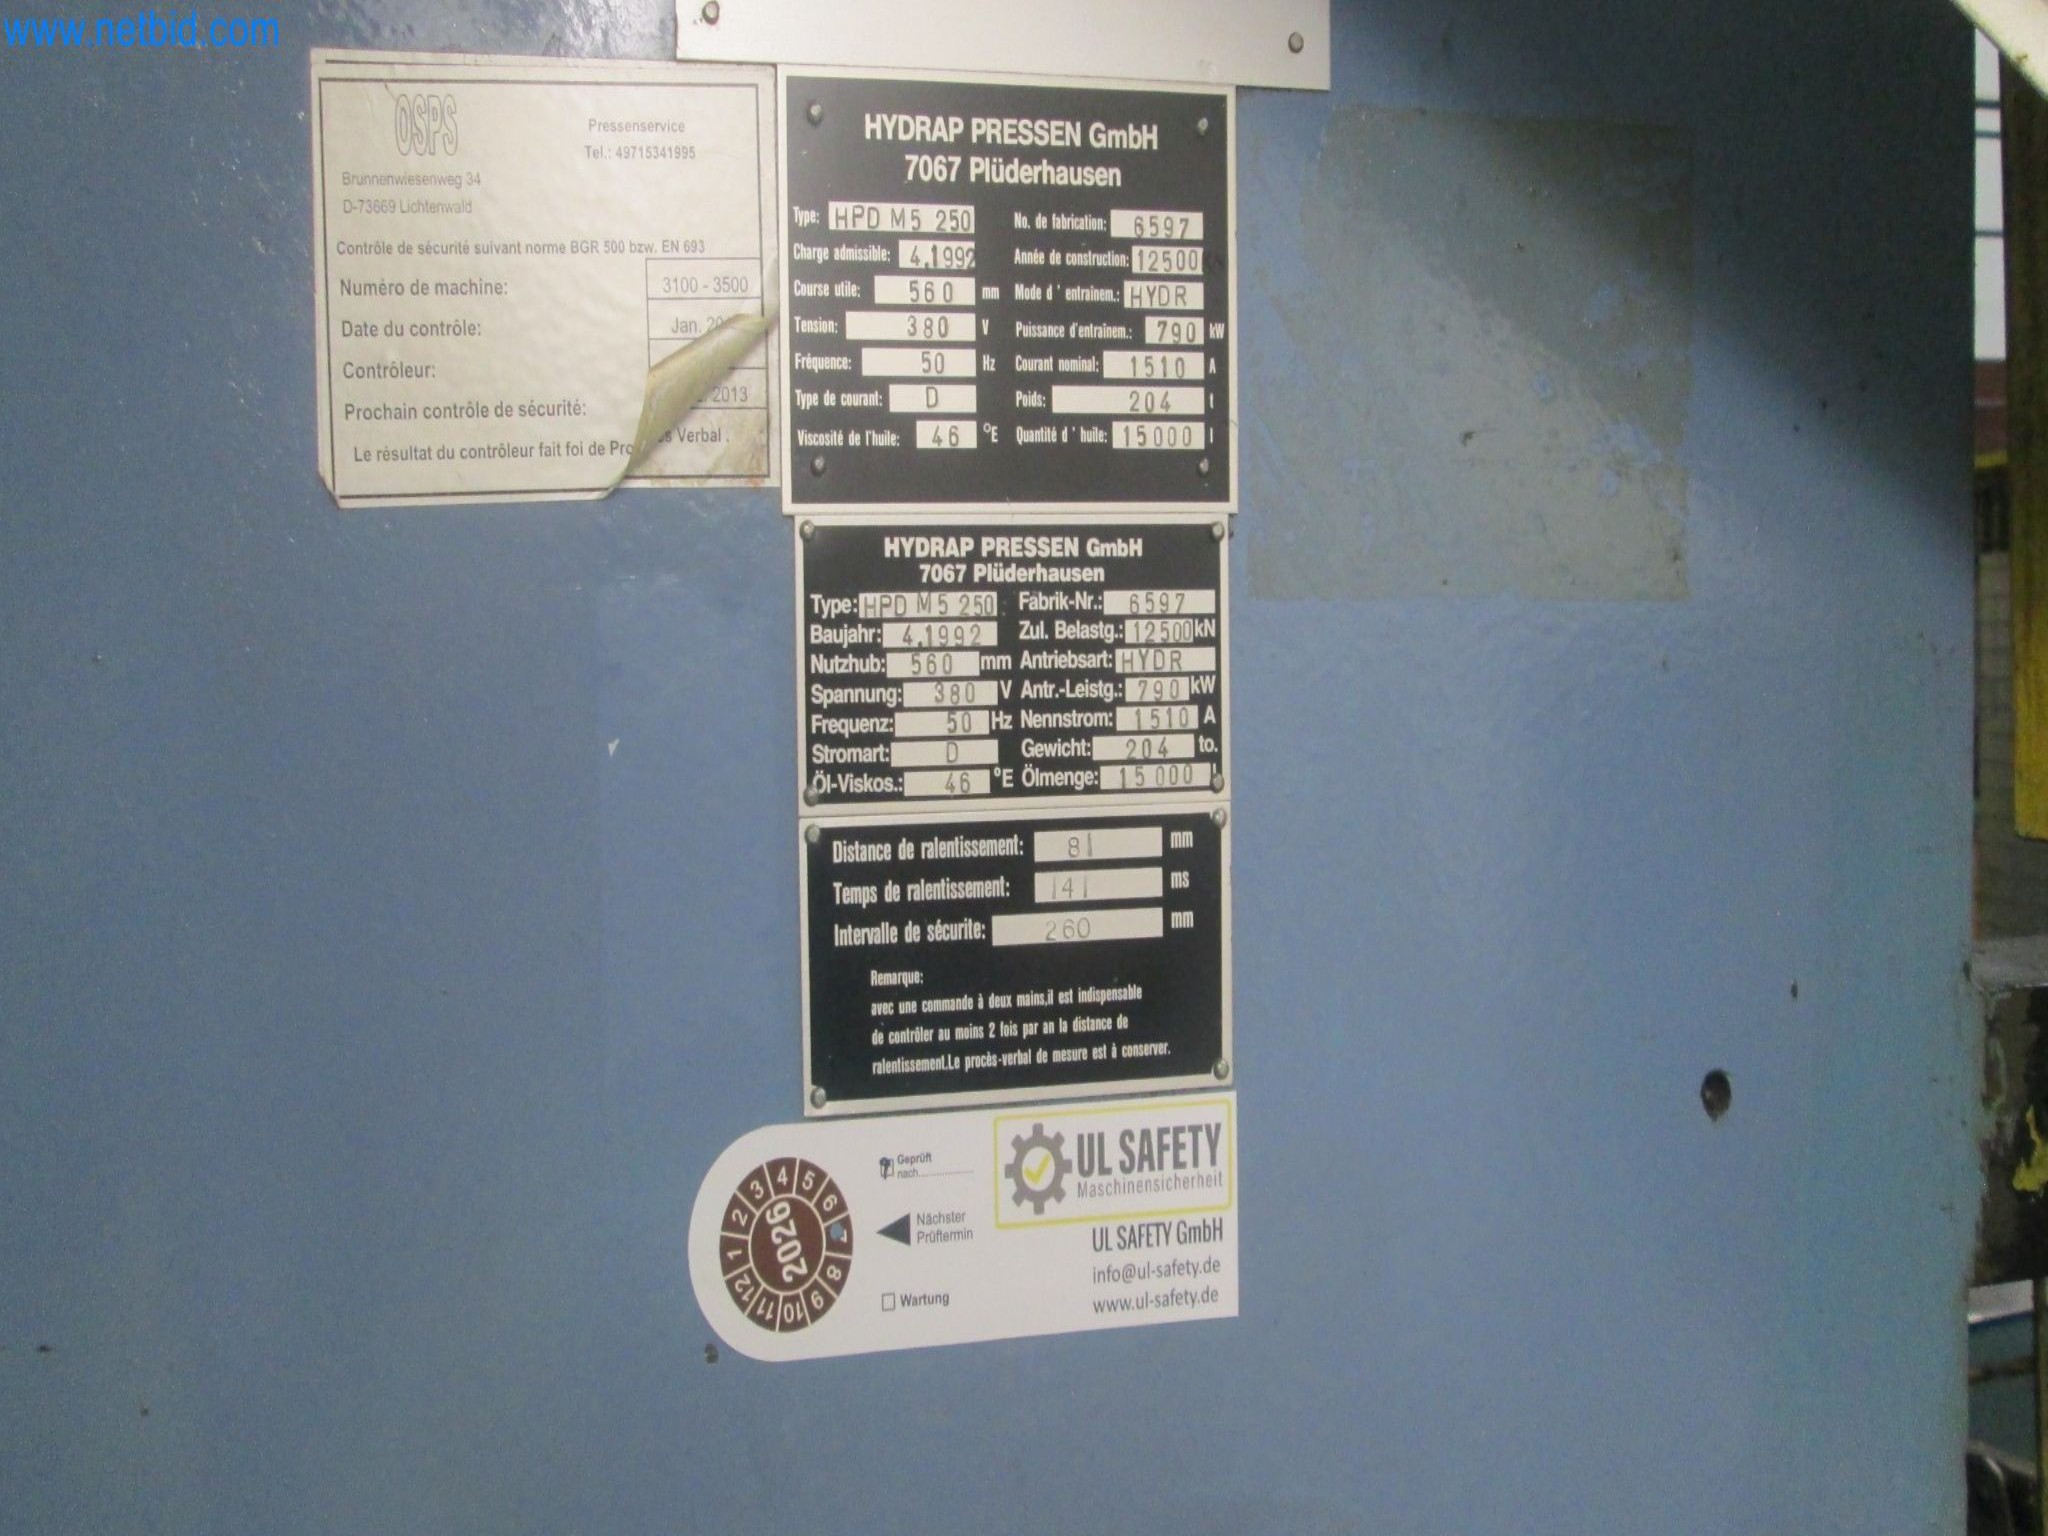 www.netbid.com
OSPS
Pressenservice
Tel.: 49715341995
Brunnenwiesenweg 34
D-73669 Lichtenwald
Contrôle de sécurité suivant norme BGR 500 bzw. EN 693
Numéro de machine: 3100 - 3500
Date du contrôle: Jan.
Contrôleur:
Prochain contrôle de sécurité: 2013
Le résultat du contrôleur fait foi de Verbal .
HYDRAP PRESSEN GmbH
7067 Plüderhausen
Type: HPD M5 250 No. de fabrication: 6597
Charge admissible: 4.1992 Année de construction: 12500
Course utile: 560 mm Mode d'entraînem.: HYDR
Tension: 380 V Puissance d'entraînem.: 790 kW
Fréquence: 50 Hz Courant nominal: 1510 A
Type de courant: D Poids: 204 t
Viscosité de l'huile: 46 °E Quantité d'huile: 15000 l
HYDRAP PRESSEN GmbH
7067 Plüderhausen
Type: HPD M5 250 Fabrik-Nr.: 6597
Baujahr: 4.1992 Zul. Belastg.: 12500 kN
Nutzhub: 560 mm Antriebsart: HYDR
Spannung: 380 V Antr.-Leistg.: 790 kW
Frequenz: 50 Hz Nennstrom: 1510 A
Stromart: D Gewicht: 204 to.
Öl-Viskos.: 46 °E Ölmenge: 15000 l
Distance de ralentissement: 81 mm
Temps de ralentissement: 141 ms
Intervalle de sécurite: 260 mm
Remarque:
avec une commande à deux mains,il est indispensable
de contrôler au moins 2 fois par an la distance de
ralentissement.Le procès-verbal de mesure est à conserver.
1 2 3 4 5 6 7 8 9 10 11 12
2026
Geprüft
nach..............
Nächster
Prüftermin
Wartung
UL SAFETY
Maschinensicherheit
UL SAFETY GmbH
info@ul-safety.de
www.ul-safety.de